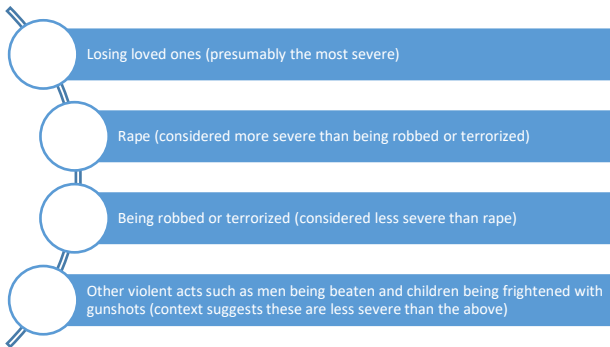 Losing loved ones (presumably the most severe)
Rape (considered more severe than being robbed or terrorized)
Being robbed or terrorized (considered less severe than rape)
Other violent acts such as men being beaten and children being frightened with
gunshots (context suggests these are less severe than the above)